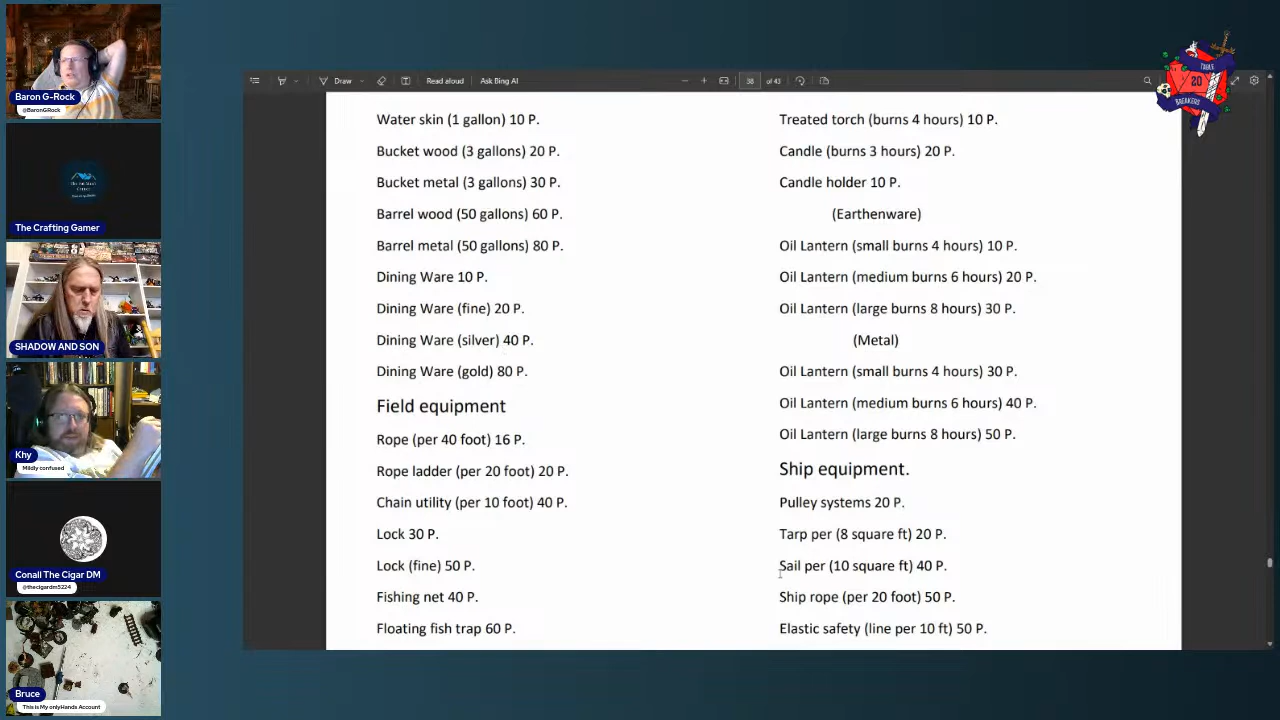 Baron G-Rock
@BaronGRock
The Crafting Gamer
SHADOW AND SON
Khy
Mildly confused
Conall The Cigar DM
@thecigardm5224
Bruce
This is My onlyHands Account
Draw
Read aloud
Ask Bing AI
38 of 43
TABLE
20
BREAKERS
Water skin (1 gallon) 10 P.
Bucket wood (3 gallons) 20 P.
Bucket metal (3 gallons) 30 P.
Barrel wood (50 gallons) 60 P.
Barrel metal (50 gallons) 80 P.
Dining Ware 10 P.
Dining Ware (fine) 20 P.
Dining Ware (silver) 40 P.
Dining Ware (gold) 80 P.
Field equipment
Rope (per 40 foot) 16 P.
Rope ladder (per 20 foot) 20 P.
Chain utility (per 10 foot) 40 P.
Lock 30 P.
Lock (fine) 50 P.
Fishing net 40 P.
Floating fish trap 60 P.
Treated torch (burns 4 hours) 10 P.
Candle (burns 3 hours) 20 P.
Candle holder 10 P.
(Earthenware)
Oil Lantern (small burns 4 hours) 10 P.
Oil Lantern (medium burns 6 hours) 20 P.
Oil Lantern (large burns 8 hours) 30 P.
(Metal)
Oil Lantern (small burns 4 hours) 30 P.
Oil Lantern (medium burns 6 hours) 40 P.
Oil Lantern (large burns 8 hours) 50 P.
Ship equipment.
Pulley systems 20 P.
Tarp per (8 square ft) 20 P.
Sail per (10 square ft) 40 P.
Ship rope (per 20 foot) 50 P.
Elastic safety (line per 10 ft) 50 P.